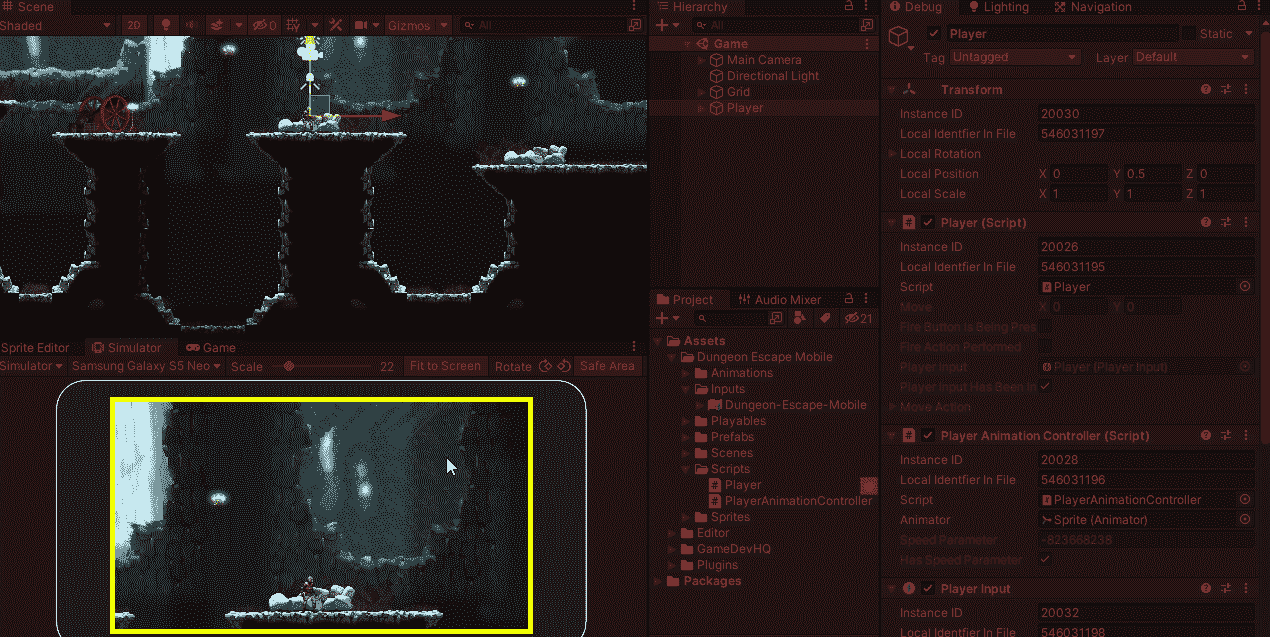 Scene
Shaded
2D
0
Gizmos
All
Sprite Editor
Simulator
Game
Simulator
Samsung Galaxy S5 Neo
Scale
22
Fit to Screen
Rotate
Safe Area
Hierarchy
All
Game
Main Camera
Directional Light
Grid
Player
Project
Audio Mixer
21
Assets
Dungeon Escape Mobile
Animations
Inputs
Dungeon-Escape-Mobile
Playables
Prefabs
Scenes
Scripts
Player
PlayerAnimationController
Sprites
Editor
GameDevHQ
Plugins
Packages
Debug
Lighting
Navigation
Player
Static
Tag Untagged
Layer Default
Transform
Instance ID 20030
Local Identfier In File 546031197
Local Rotation
Local Position X 0 Y 0.5 Z 0
Local Scale X 1 Y 1 Z 1
Player (Script)
Instance ID 20026
Local Identfier In File 546031195
Script Player
Move X 0 Y 0
Fire Button Is Being Pres
Fire Action Performed
Player Input Player (Player Input)
Player Input Has Been In
Move Action
Player Animation Controller (Script)
Instance ID 20028
Local Identfier In File 546031196
Script PlayerAnimationController
Animator Sprite (Animator)
Speed Parameter -823668238
Has Speed Parameter
Player Input
Instance ID 20032
Local Identfier In File 546031198